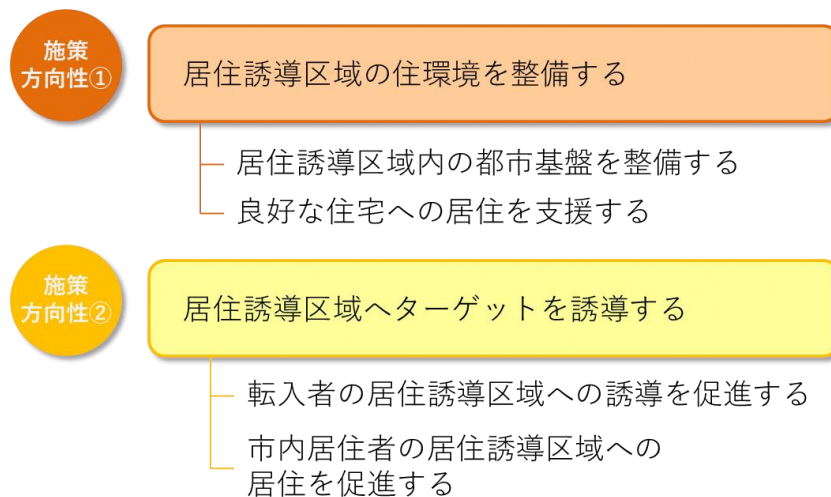 施策
方向性①
居住誘導区域の住環境を整備する
居住誘導区域内の都市基盤を整備する
良好な住宅への居住を支援する
施策
方向性②
居住誘導区域へターゲットを誘導する
転入者の居住誘導区域への誘導を促進する
市内居住者の居住誘導区域への
居住を促進する